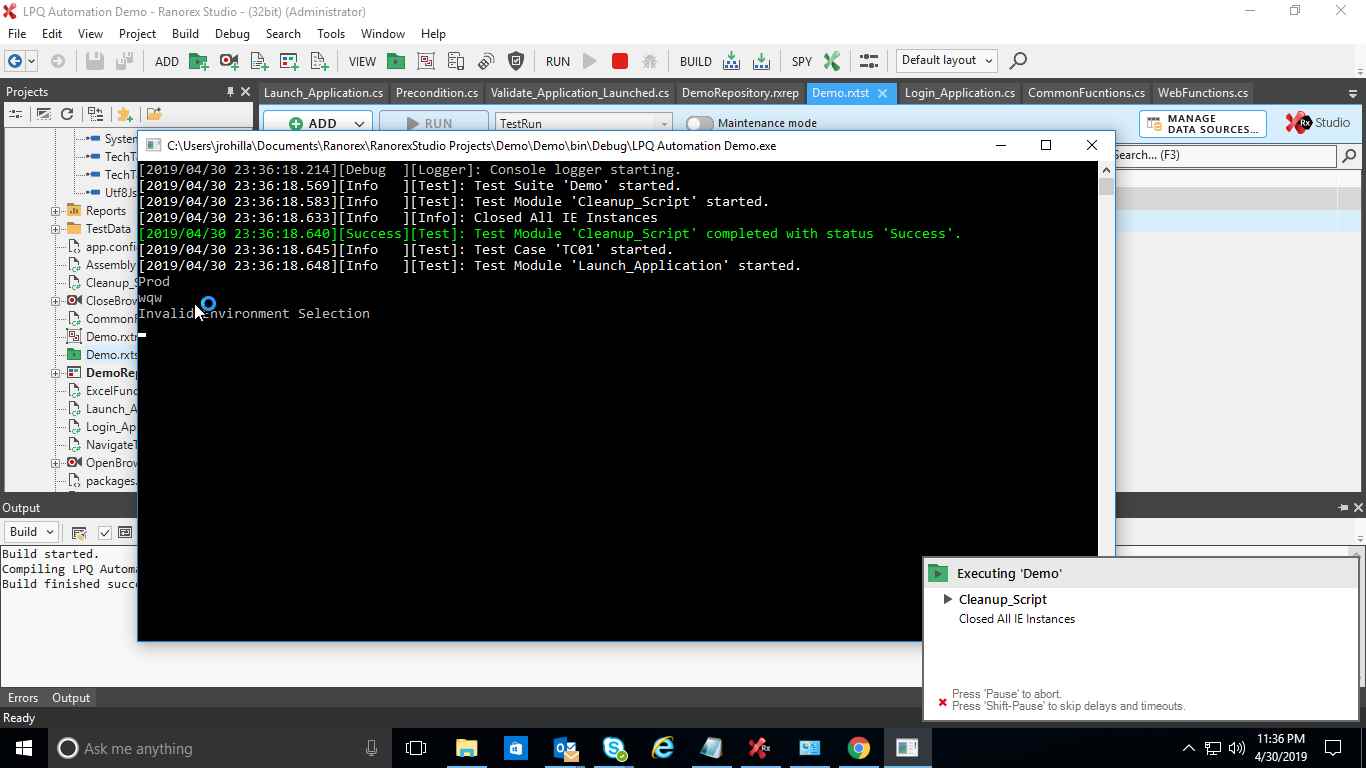 LPQ Automation Demo - Ranorex Studio - (32bit) (Administrator)
File Edit View Project Build Debug Search Tools Window Help
ADD VIEW RUN BUILD SPY Default layout
Projects
Launch_Application.cs Precondition.cs Validate_Application_Launched.cs DemoRepository.rxrep Demo.rxtst Login_Application.cs CommonFucntions.cs WebFunctions.cs
ADD RUN TestRun Maintenance mode MANAGE DATA SOURCES... Rx Studio
Search... (F3)
System
TechT
TechT
Utf8Js
Reports
TestData
app.confi
Assembly
Cleanup_S
CloseBrow
CommonF
Demo.rxtm
Demo.rxts
DemoRep
ExcelFunc
Launch_A
Login_Ap
NavigateT
OpenBrow
packages.
C:\Users\jrohilla\Documents\Ranorex\RanorexStudio Projects\Demo\Demo\bin\Debug\LPQ Automation Demo.exe
[2019/04/30 23:36:18.214][Debug  ][Logger]: Console logger starting.
[2019/04/30 23:36:18.569][Info   ][Test]: Test Suite 'Demo' started.
[2019/04/30 23:36:18.583][Info   ][Test]: Test Module 'Cleanup_Script' started.
[2019/04/30 23:36:18.633][Info   ][Info]: Closed All IE Instances
[2019/04/30 23:36:18.640][Success][Test]: Test Module 'Cleanup_Script' completed with status 'Success'.
[2019/04/30 23:36:18.645][Info   ][Test]: Test Case 'TC01' started.
[2019/04/30 23:36:18.648][Info   ][Test]: Test Module 'Launch_Application' started.
Prod
wqw
Invalid Environment Selection
Output
Build
Build started.
Compiling LPQ Automa
Build finished succe
Executing 'Demo'
Cleanup_Script
Closed All IE Instances
Press 'Pause' to abort.
Press 'Shift-Pause' to skip delays and timeouts.
Errors Output
Ready
Ask me anything
11:36 PM
4/30/2019